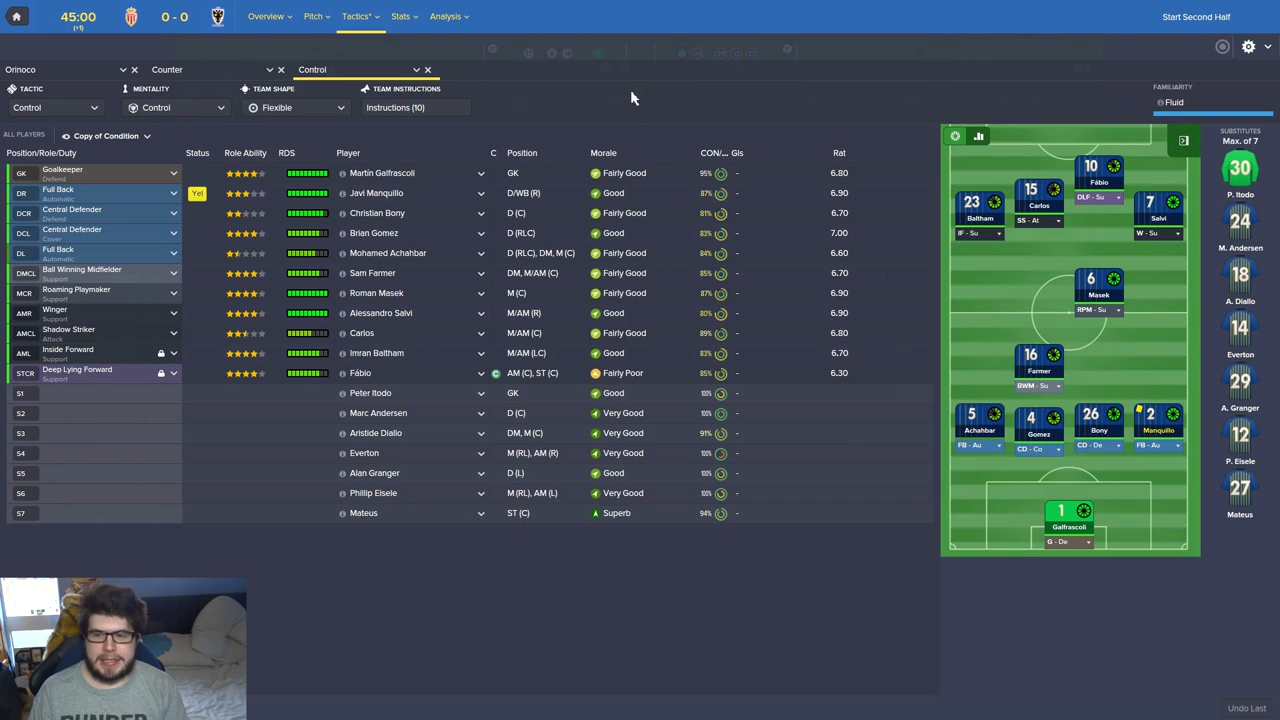 45:00 0 - 0 Overview Pitch Tactics* Stats Analysis Start Second Half
(+1)
Orinoco Counter Control
TACTIC MENTALITY TEAM SHAPE TEAM INSTRUCTIONS FAMILIARITY
Control Control Flexible Instructions (10) Fluid
ALL PLAYERS Copy of Condition
Position/Role/Duty Status Role Ability RDS Player C Position Morale CON/... Gls Rat
GK Goalkeeper Defend Martín Galfrascoli GK Fairly Good 95% - 6.80
DR Full Back Automatic Yel Javi Manquillo D/WB (R) Good 87% - 6.90
DCR Central Defender Defend Christian Bony D (C) Fairly Good 81% - 6.70
DCL Central Defender Cover Brian Gomez D (RLC) Good 83% - 7.00
DL Full Back Automatic Mohamed Achahbar D (RLC), DM, M (C) Fairly Good 84% - 6.60
DMCL Ball Winning Midfielder Support Sam Farmer DM, M/AM (C) Fairly Good 85% - 6.70
MCR Roaming Playmaker Support Roman Masek M (C) Fairly Good 87% - 6.90
AMR Winger Support Alessandro Salvi M/AM (R) Good 80% - 6.90
AMCL Shadow Striker Attack Carlos M/AM (C) Fairly Good 89% - 6.80
AML Inside Forward Support Imran Baltham M/AM (LC) Good 83% - 6.70
STCR Deep Lying Forward Support Fábio C AM (C), ST (C) Fairly Poor 85% - 6.30
S1 Peter Itodo GK Good 100% -
S2 Marc Andersen D (C) Very Good 100% -
S3 Aristide Diallo DM, M (C) Very Good 91% -
S4 Everton M (RL), AM (R) Very Good 100% -
S5 Alan Granger D (L) Good 100% -
S6 Phillip Eisele M (RL), AM (L) Very Good 100% -
S7 Mateus ST (C) Superb 94% -
10
Fábio
DLF - Su
15
Carlos
SS - At
23
Baltham
IF - Su
7
Salvi
W - Su
6
Masek
RPM - Su
16
Farmer
BWM - Su
5
Achahbar
FB - Au
4
Gomez
CD - Co
26
Bony
CD - De
2
Manquillo
FB - Au
1
Galfrascoli
G - De
SUBSTITUTES
Max. of 7
30
P. Itodo
24
M. Andersen
18
A. Diallo
14
Everton
29
A. Granger
12
P. Eisele
27
Mateus
Undo Last